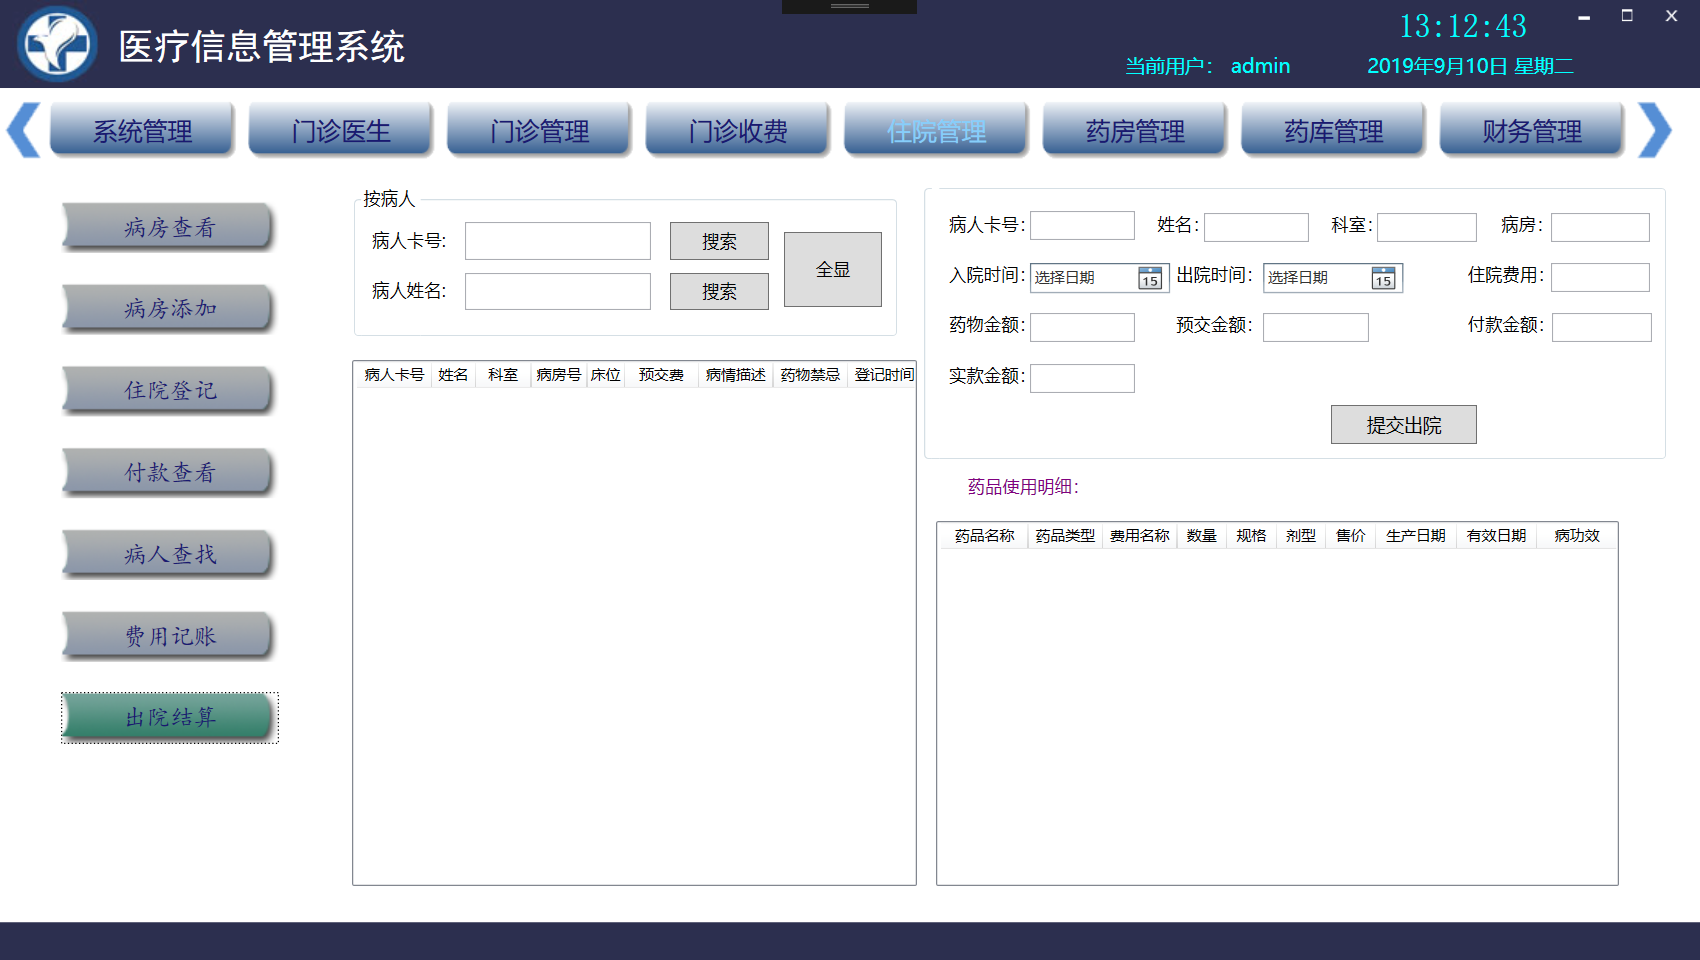 医疗信息管理系统
13:12:43
当前用户： admin
2019年9月10日 星期二
系统管理 门诊医生 门诊管理 门诊收费 住院管理 药房管理 药库管理 财务管理
病房查看
病房添加
住院登记
付款查看
病人查找
费用记账
出院结算
按病人
病人卡号: 搜索
病人姓名: 搜索
全显
病人卡号 姓名 科室 病房号 床位 预交费 病情描述 药物禁忌 登记时间
病人卡号: 姓名: 科室: 病房:
入院时间: 选择日期 15 出院时间: 选择日期 15 住院费用:
药物金额: 预交金额: 付款金额:
实款金额:
提交出院
药品使用明细:
药品名称 药品类型 费用名称 数量 规格 剂型 售价 生产日期 有效日期 病功效